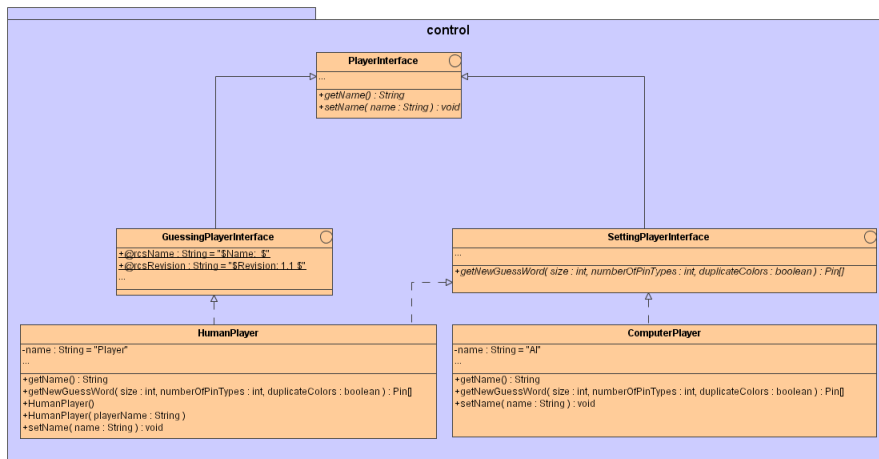 control
PlayerInterface
...
+getName() : String
+setName( name : String ) : void
GuessingPlayerInterface
+@rcsName : String = "$Name: $"
+@rcsRevision : String = "$Revision: 1.1 $"
...
SettingPlayerInterface
...
+getNewGuessWord( size : int, numberOfPinTypes : int, duplicateColors : boolean ) : Pin[]
HumanPlayer
-name : String = "Player"
...
+getName() : String
+getNewGuessWord( size : int, numberOfPinTypes : int, duplicateColors : boolean ) : Pin[]
+HumanPlayer()
+HumanPlayer( playerName : String )
+setName( name : String ) : void
ComputerPlayer
-name : String = "AI"
...
+getName() : String
+getNewGuessWord( size : int, numberOfPinTypes : int, duplicateColors : boolean ) : Pin[]
+setName( name : String ) : void